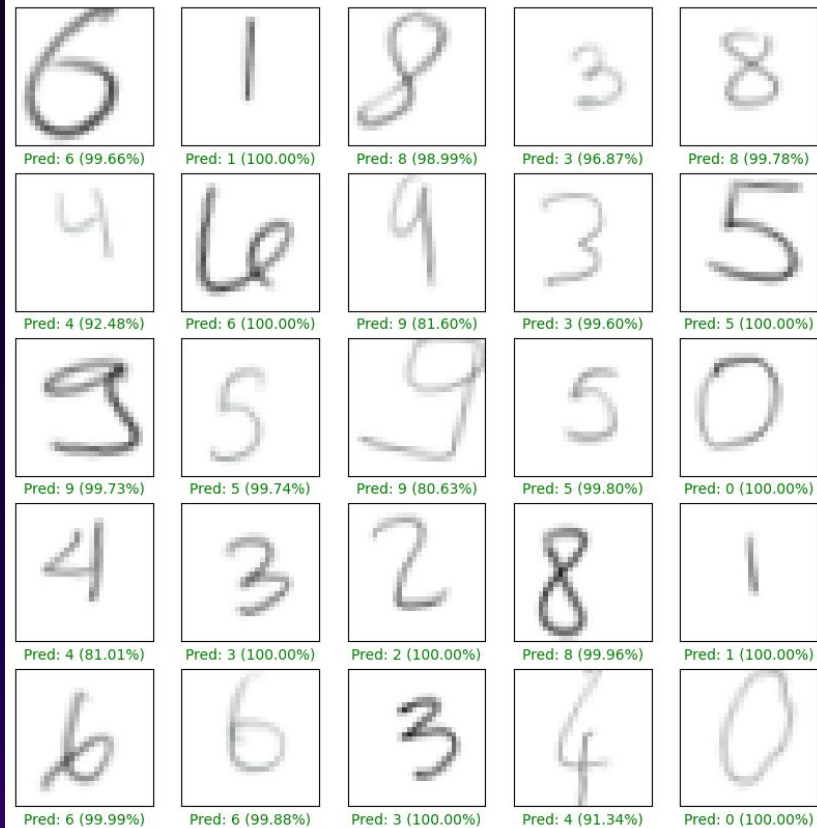 6 1 8 3 8
Pred: 6 (99.66%) Pred: 1 (100.00%) Pred: 8 (98.99%) Pred: 3 (96.87%) Pred: 8 (99.78%)
4 6 9 3 5
Pred: 4 (92.48%) Pred: 6 (100.00%) Pred: 9 (81.60%) Pred: 3 (99.60%) Pred: 5 (100.00%)
9 5 9 5 0
Pred: 9 (99.73%) Pred: 5 (99.74%) Pred: 9 (80.63%) Pred: 5 (99.80%) Pred: 0 (100.00%)
4 3 2 8 1
Pred: 4 (81.01%) Pred: 3 (100.00%) Pred: 2 (100.00%) Pred: 8 (99.96%) Pred: 1 (100.00%)
6 6 3 4 0
Pred: 6 (99.99%) Pred: 6 (99.88%) Pred: 3 (100.00%) Pred: 4 (91.34%) Pred: 0 (100.00%)